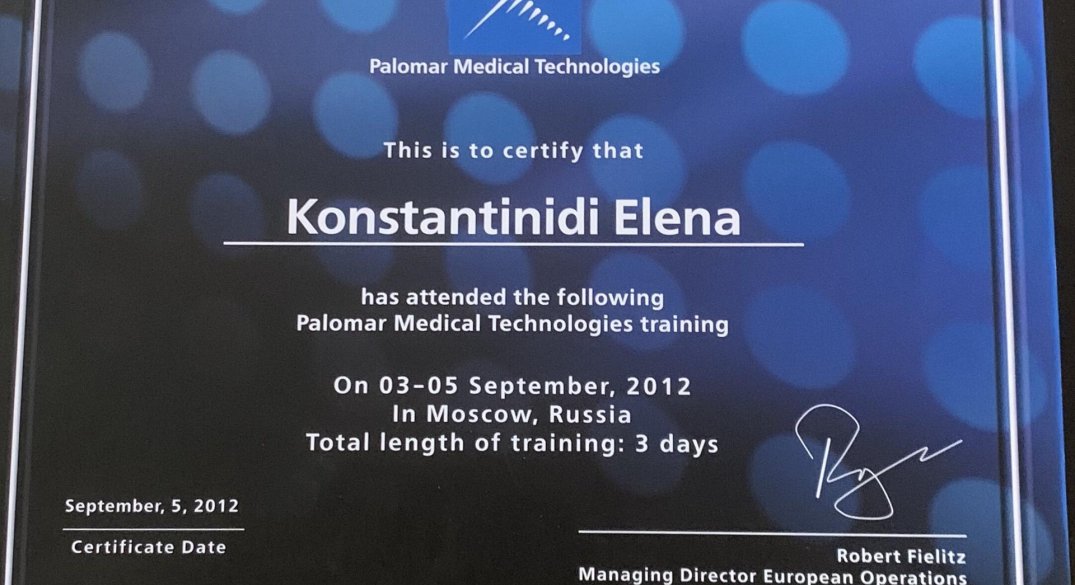 Palomar Medical Technologies
This is to certify that
Konstantinidi Elena
has attended the following
Palomar Medical Technologies training
On 03-05 September, 2012
In Moscow, Russia
Total length of training: 3 days
September, 5, 2012
Certificate Date
Robert Fielitz
Managing Director European Operations